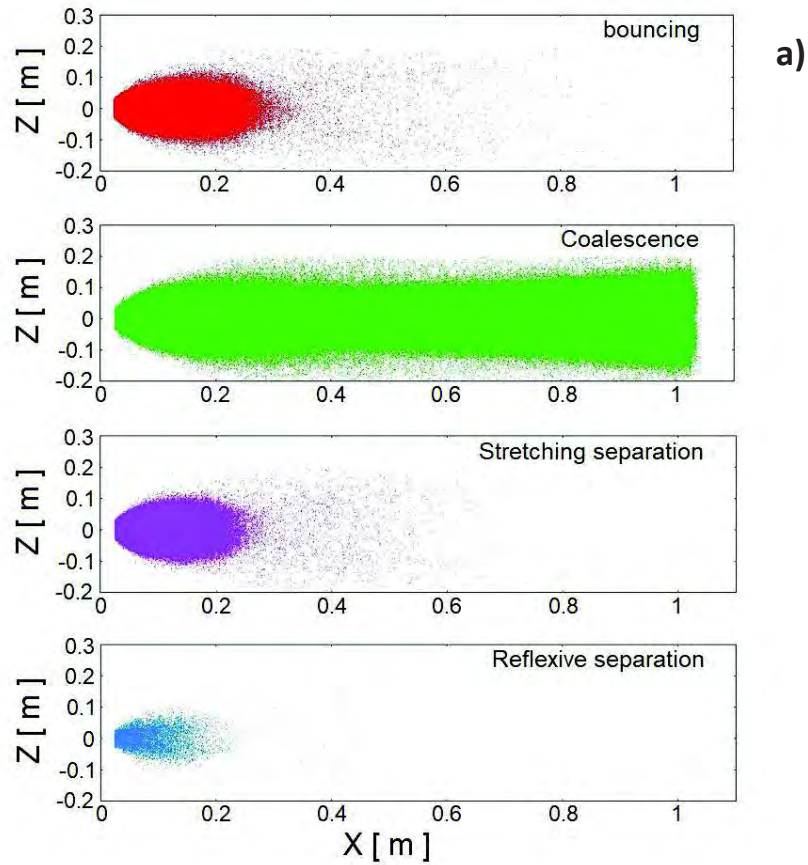 0.3
bouncing
a)
0.2
0.1
0
-0.1
-0.2
Z [ m ]
0 0.2 0.4 0.6 0.8 1
0.3
Coalescence
0.2
0.1
0
-0.1
-0.2
Z [ m ]
0 0.2 0.4 0.6 0.8 1
0.3
Stretching separation
0.2
0.1
0
-0.1
-0.2
Z [ m ]
0 0.2 0.4 0.6 0.8 1
0.3
Reflexive separation
0.2
0.1
0
-0.1
-0.2
Z [ m ]
0 0.2 0.4 0.6 0.8 1
X [ m ]